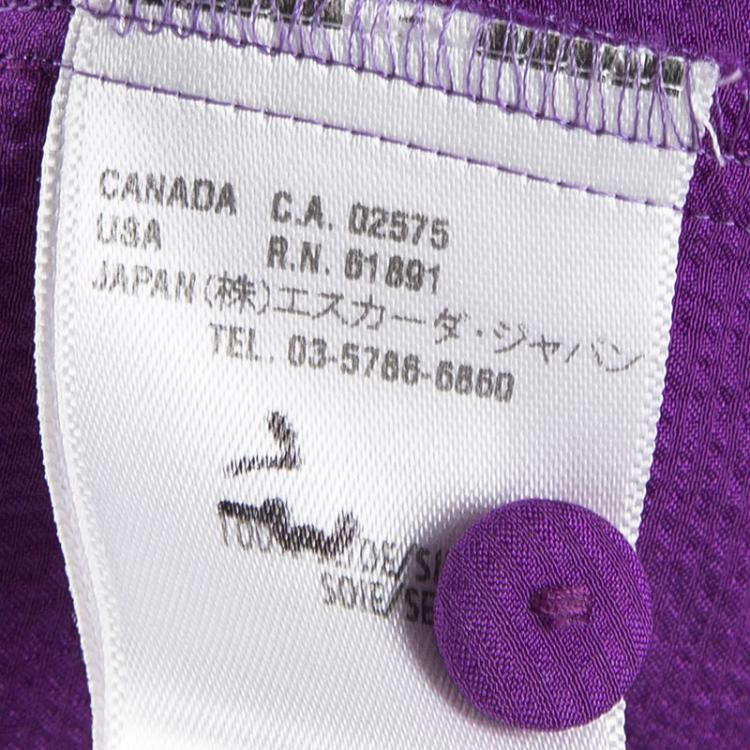 CANADA C.A. 02575
USA R.N. 61891
JAPAN(株)エスカーダ・ジャパン
TEL. 03-5786-6860
SOIE/